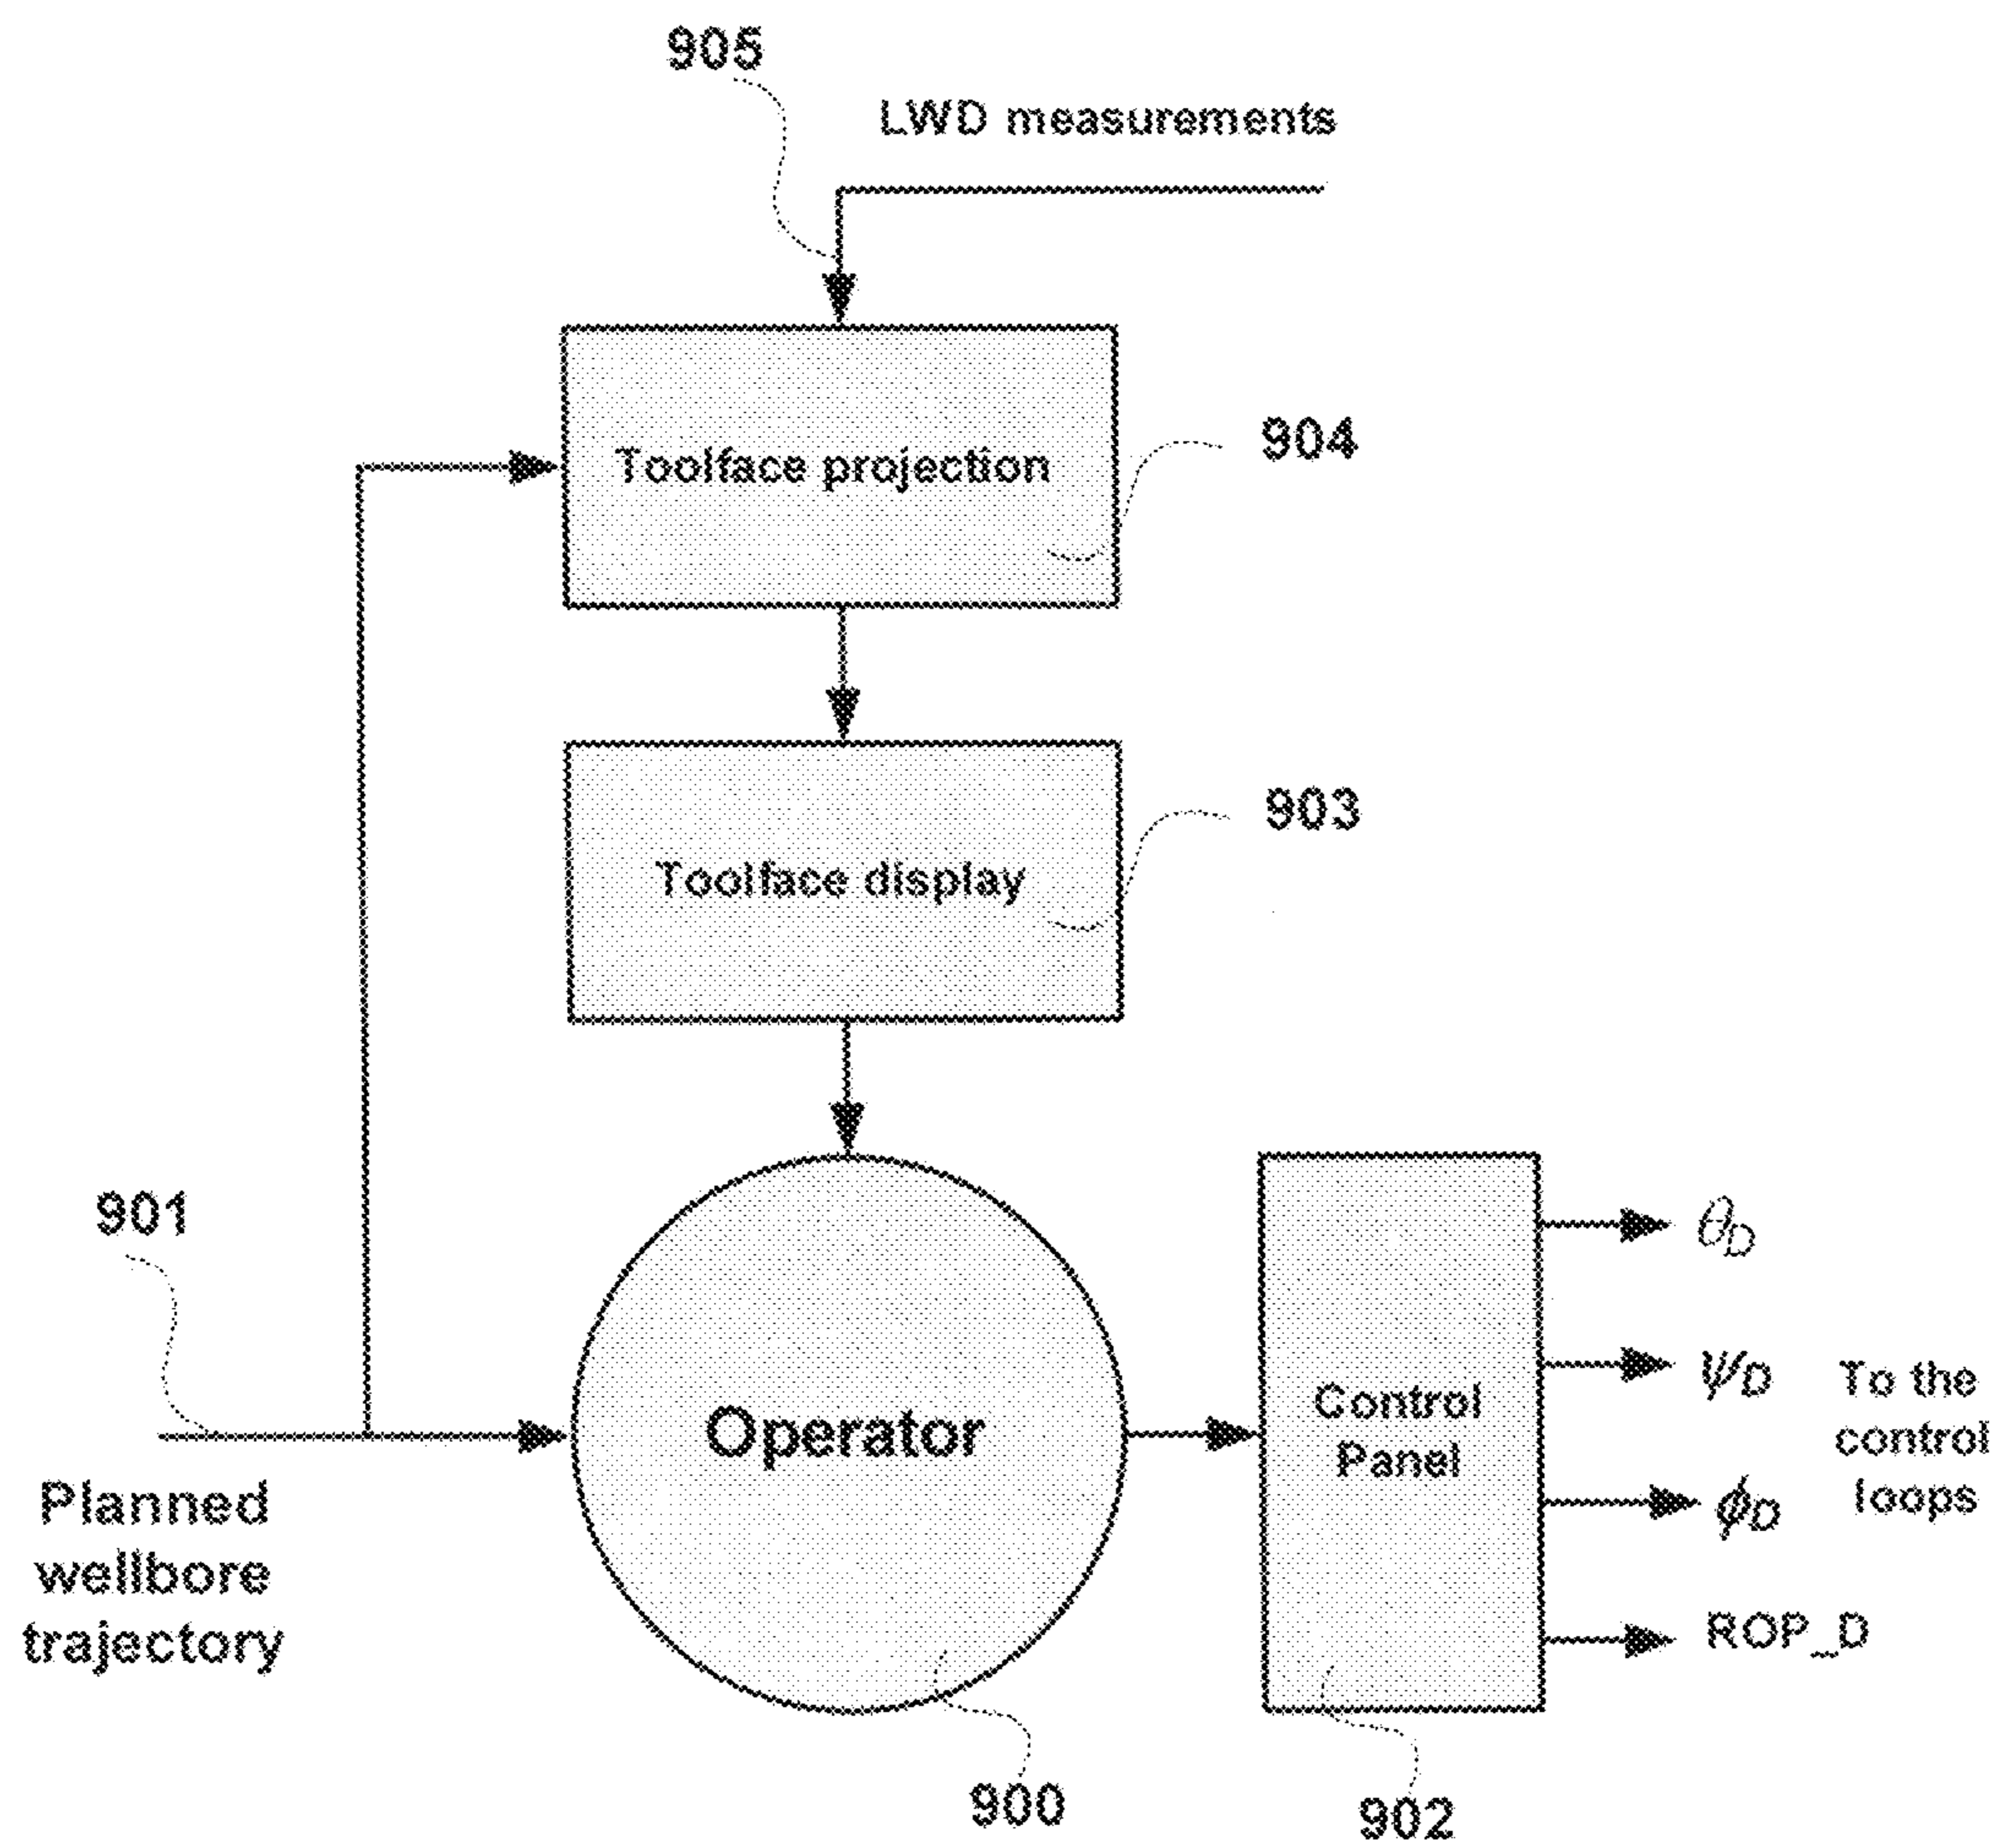 905
LWD measurements
Toolface projection
904
Toolface display
903
901
Planned
wellbore
trajectory
Operator
900
Control
Panel
902
θD
ψD
ϕD
ROP_D
To the
control
loops